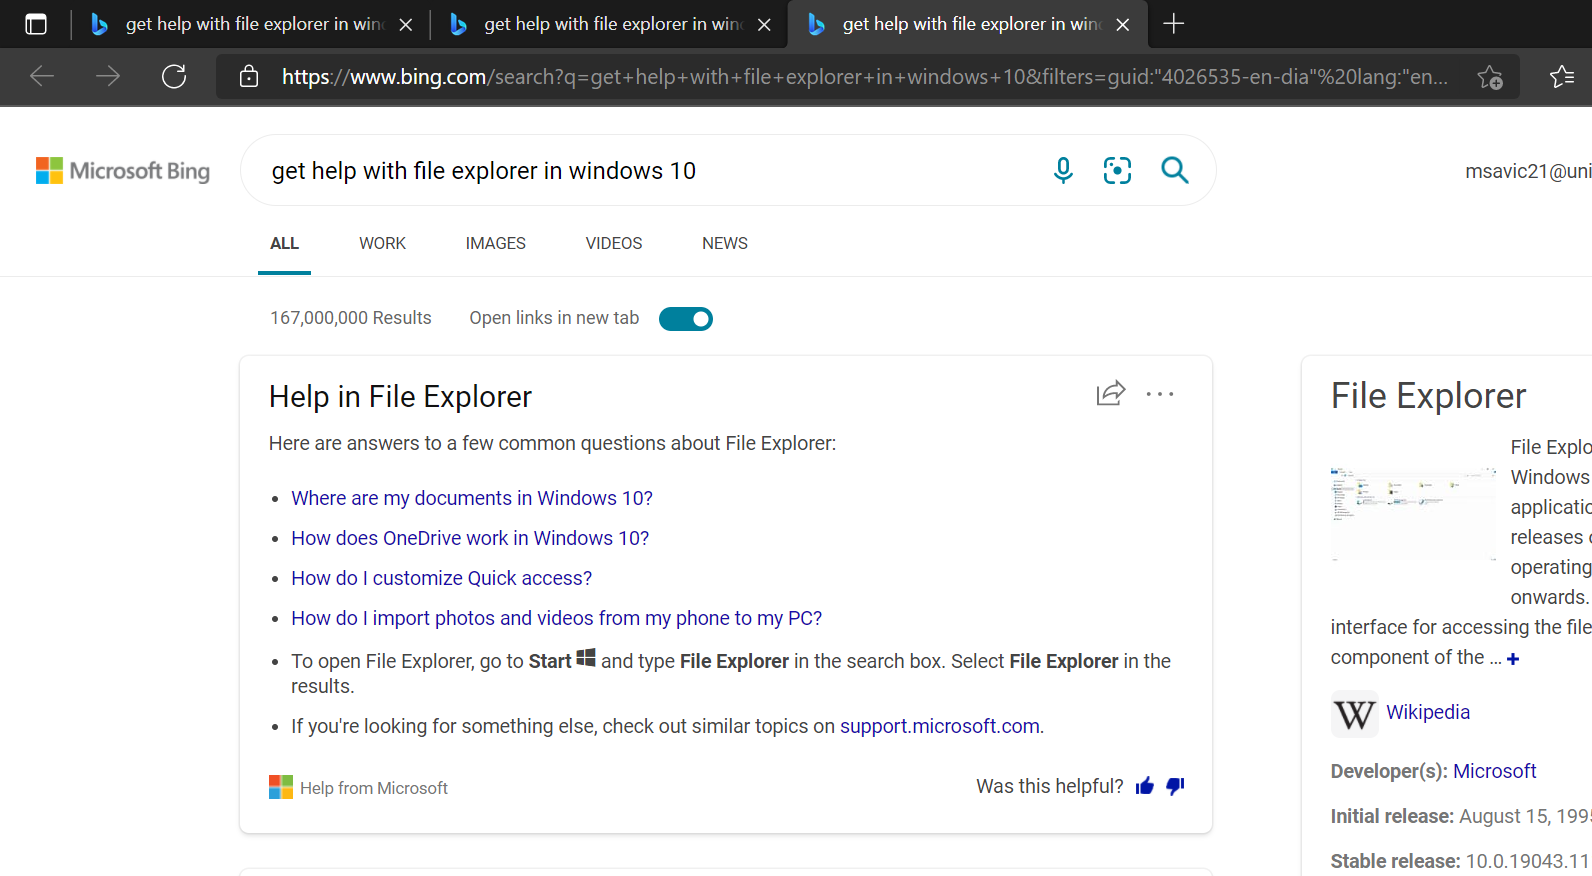 get help with file explorer in win
get help with file explorer in win
get help with file explorer in win
https://www.bing.com/search?q=get+help+with+file+explorer+in+windows+10&filters=guid:"4026535-en-dia"%20lang:"en...
Microsoft Bing
get help with file explorer in windows 10
msavic21@uni
ALL
WORK
IMAGES
VIDEOS
NEWS
167,000,000 Results
Open links in new tab
Help in File Explorer
Here are answers to a few common questions about File Explorer:
• Where are my documents in Windows 10?
• How does OneDrive work in Windows 10?
• How do I customize Quick access?
• How do I import photos and videos from my phone to my PC?
• To open File Explorer, go to Start and type File Explorer in the search box. Select File Explorer in the
results.
• If you're looking for something else, check out similar topics on support.microsoft.com.
Help from Microsoft
Was this helpful?
File Explorer
File Explo
Windows
applicatio
releases
operating
onwards.
interface for accessing the file
component of the ...
W Wikipedia
Developer(s): Microsoft
Initial release: August 15, 1995
Stable release: 10.0.19043.11